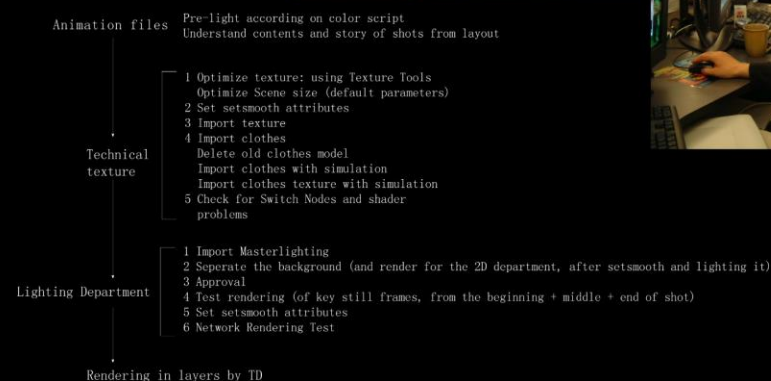 Animation files
Pre-light according on color script
Understand contents and story of shots from layout
Technical
texture
1 Optimize texture: using Texture Tools
Optimize Scene size (default parameters)
2 Set setsmooth attributes
3 Import texture
4 Import clothes
Delete old clothes model
Import clothes with simulation
Import clothes texture with simulation
5 Check for Switch Nodes and shader
problems
Lighting Department
1 Import Masterlighting
2 Seperate the background (and render for the 2D department, after setsmooth and lighting it)
3 Approval
4 Test rendering (of key still frames, from the beginning + middle + end of shot)
5 Set setsmooth attributes
6 Network Rendering Test
Rendering in layers by TD